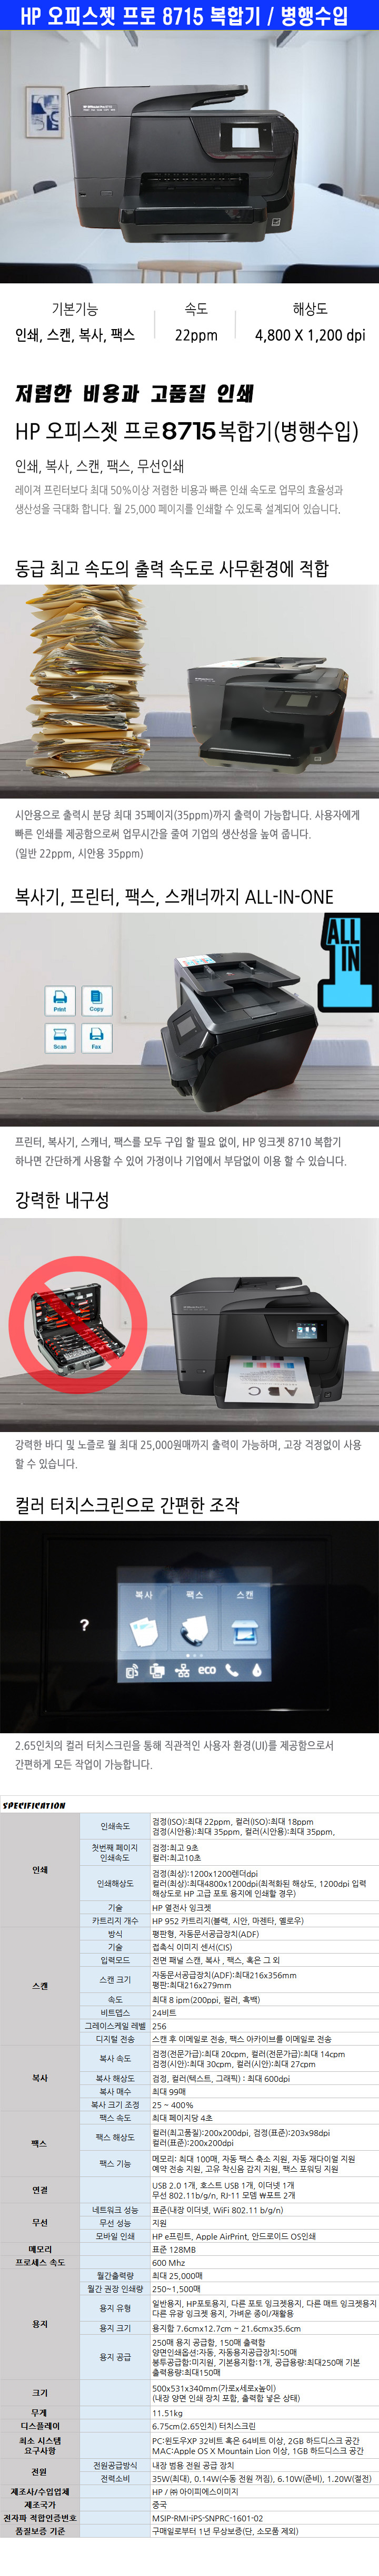 HP 오피스젯 프로 8715 복합기 / 병행수입
기본기능
인쇄, 스캔, 복사, 팩스
속도
22ppm
해상도
4,800 X 1,200 dpi
저렴한 비용과 고품질 인쇄
HP 오피스젯 프로8715복합기(병행수입)
인쇄, 복사, 스캔, 팩스, 무선인쇄
레이져 프린터보다 최대 50%이상 저렴한 비용과 빠른 인쇄 속도로 업무의 효율성과
생산성을 극대화 합니다. 월 25,000 페이지를 인쇄할 수 있도록 설계되어 있습니다.
동급 최고 속도의 출력 속도로 사무환경에 적합
시안용으로 출력시 분당 최대 35페이지(35ppm)까지 출력이 가능합니다. 사용자에게
빠른 인쇄를 제공함으로써 업무시간을 줄여 기업의 생산성을 높여 줍니다.
(일반 22ppm, 시안용 35ppm)
복사기, 프린터, 팩스, 스캐너까지 ALL-IN-ONE
ALL
IN
1
Print
Copy
Scan
Fax
프린터, 복사기, 스캐너, 팩스를 모두 구입 할 필요 없이, HP 잉크젯 8710 복합기
하나면 간단하게 사용할 수 있어 가정이나 기업에서 부담없이 이용 할 수 있습니다.
강력한 내구성
강력한 바디 및 노즐로 월 최대 25,000원매까지 출력이 가능하며, 고장 걱정없이 사용
할 수 있습니다.
컬러 터치스크린으로 간편한 조작
복사
팩스
스캔
?
eco
2.65인치의 컬러 터치스크린을 통해 직관적인 사용자 환경(UI)를 제공함으로서
간편하게 모든 작업이 가능합니다.
SPECIFICATION
인쇄
인쇄속도
검정(ISO):최대 22ppm, 컬러(ISO):최대 18ppm
검정(시안용):최대 35ppm, 컬러(시안용):최대 35ppm,
첫번째 페이지
인쇄속도
검정:최고 9초
컬러:최고10초
인쇄해상도
검정(최상):1200x1200렌더dpi
컬러(최상):최대4800x1200dpi(최적화된 해상도, 1200dpi 입력
해상도로 HP 고급 포토 용지에 인쇄할 경우)
기술
HP 열전사 잉크젯
카트리지 개수
HP 952 카트리지(블랙, 시안, 마젠타, 옐로우)
스캔
방식
평판형, 자동문서공급장치(ADF)
기술
접촉식 이미지 센서(CIS)
입력모드
전면 패널 스캔, 복사 , 팩스, 혹은 그 외
스캔 크기
자동문서공급장치(ADF):최대216x356mm
평판:최대216x279mm
속도
최대 8 ipm(200ppi, 컬러, 흑백)
비트뎁스
24비트
그레이스케일 레벨
256
디지털 전송
스캔 후 이메일로 전송, 팩스 아카이브를 이메일로 전송
복사
복사 속도
검정(전문가급):최대 20cpm, 컬러(전문가급):최대 14cpm
검정(시안):최대 30cpm, 컬러(시안):최대 27cpm
복사 해상도
검정, 컬러(텍스트, 그래픽) : 최대 600dpi
복사 매수
최대 99매
복사 크기 조정
25 ~ 400%
팩스
팩스 속도
최대 페이지당 4초
팩스 해상도
컬러(최고품질):200x200dpi, 검정(표준):203x98dpi
컬러(표준):200x200dpi
팩스 기능
메모리: 최대 100매, 자동 팩스 축소 지원, 자동 재다이얼 지원
예약 전송 지원, 고유 착신음 감지 지원, 팩스 포워딩 지원
연결
USB 2.0 1개, 호스트 USB 1개, 이더넷 1개
무선 802.11b/g/n, RJ-11 모뎀 ₩포트 2개
무선
네트워크 성능
표준(내장 이더넷, WiFi 802.11 b/g/n)
무선 성능
지원
모바일 인쇄
HP e프린트, Apple AirPrint, 안드로이드 OS인쇄
메모리
표준 128MB
프로세스 속도
600 Mhz
용지
월간출력량
최대 25,000매
월간 권장 인쇄량
250~1,500매
용지 유형
일반용지, HP포토용지, 다른 포토 잉크젯용지, 다른 매트 잉크젯용지
다른 유광 잉크젯 용지, 가벼운 종이/재활용
용지 크기
용지함 7.6cmx12.7cm ~ 21.6cmx35.6cm
용지 공급
250매 용지 공급함, 150매 출력함
양면인쇄옵션:자동, 자동용지공급장치:50매
봉투공급함:미지원, 기본용지함:1개, 공급용량:최대250매 기본
출력용량:최대150매
크기
500x531x340mm(가로x세로x높이)
(내장 양면 인쇄 장치 포함, 출력함 넣은 상태)
무게
11.51kg
디스플레이
6.75cm(2.65인치) 터치스크린
최소 시스템
요구사항
PC:윈도우XP 32비트 혹은 64비트 이상, 2GB 하드디스크 공간
MAC:Apple OS X Mountain Lion 이상, 1GB 하드디스크 공간
전원
전원공급방식
내장 범용 전원 공급 장치
전력소비
35W(최대), 0.14W(수동 전원 꺼짐), 6.10W(준비), 1.20W(절전)
제조사/수입업체
HP / ㈜ 아이피에스이미지
제조국가
중국
전자파 적합인증번호
MSIP-RMI-iPS-SNPRC-1601-02
품질보증 기준
구매일로부터 1년 무상보증(단, 소모품 제외)